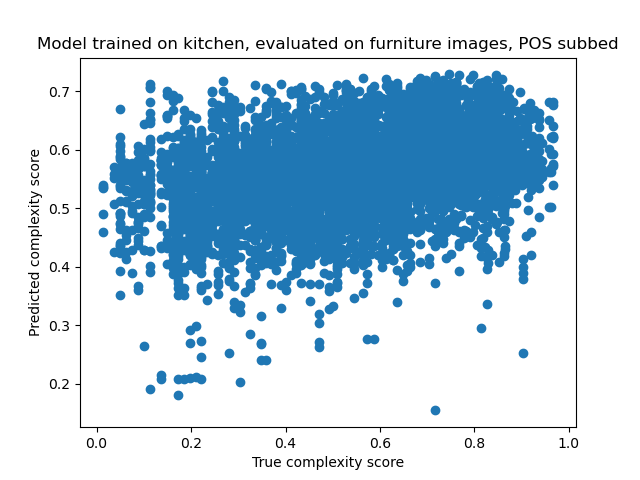 Model trained on kitchen, evaluated on furniture images, POS subbed
Predicted complexity score
0.7
0.6
0.5
0.4
0.3
0.2
0.0 0.2 0.4 0.6 0.8 1.0
True complexity score